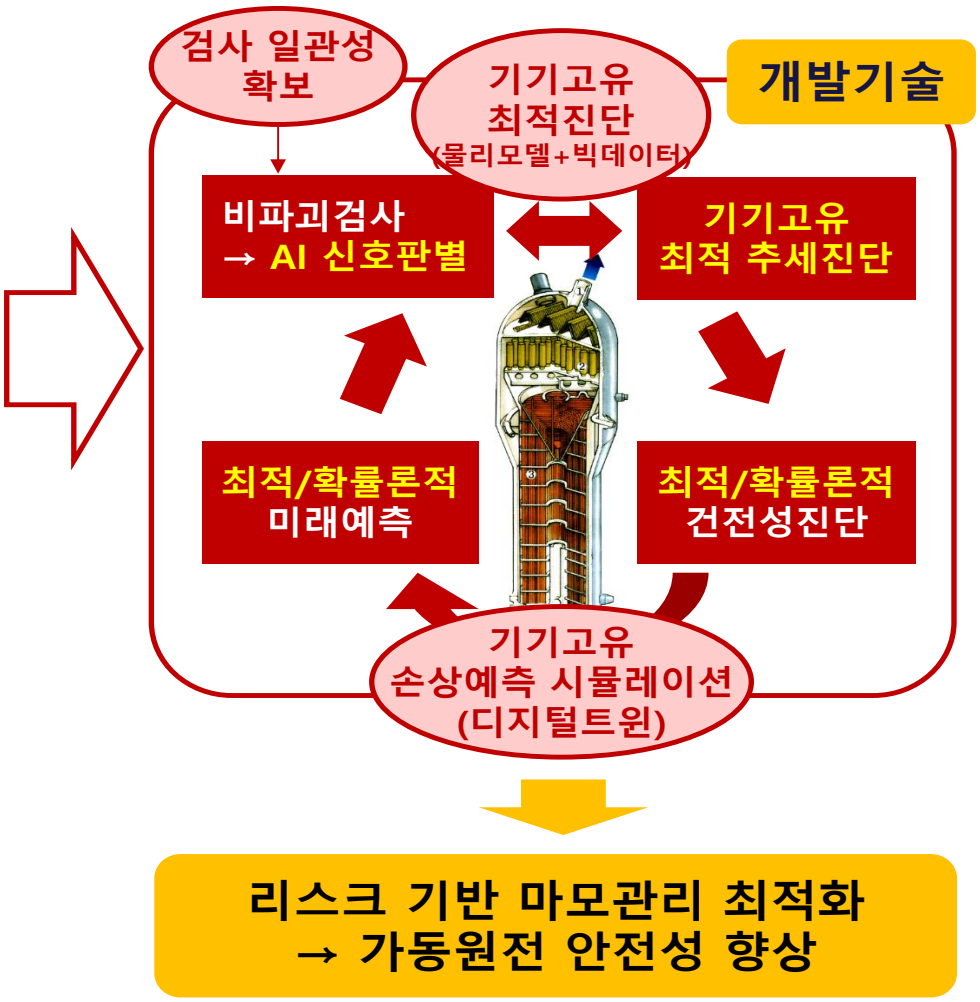 검사 일관성
확보
기기고유
최적진단
(물리모델+빅데이터)
개발기술
비파괴검사
→ AI 신호판별
기기고유
최적 추세진단
1
2
3
최적/확률론적
미래예측
최적/확률론적
건전성진단
기기고유
손상예측 시뮬레이션
(디지털트윈)
리스크 기반 마모관리 최적화
→ 가동원전 안전성 향상